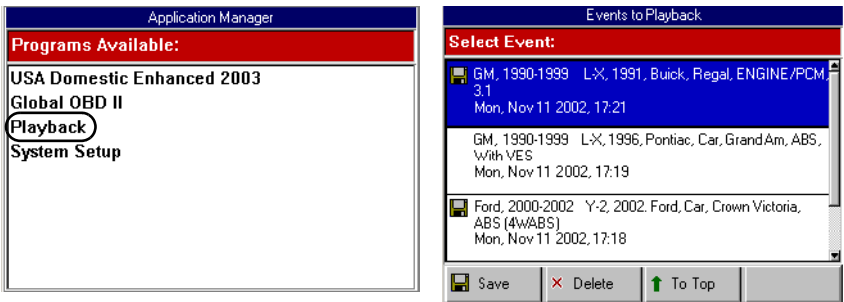 Application Manager
Programs Available:
USA Domestic Enhanced 2003
Global OBD II
Playback
System Setup
Events to Playback
Select Event:
GM, 1990-1999 L-X, 1991, Buick, Regal, ENGINE/PCM,
3.1
Mon, Nov 11 2002, 17:21
GM, 1990-1999 L-X, 1996, Pontiac, Car, Grand Am, ABS,
With VES
Mon, Nov 11 2002, 17:19
Ford, 2000-2002 Y-2, 2002. Ford, Car, Crown Victoria,
ABS (4WABS)
Mon, Nov 11 2002, 17:18
Save
Delete
To Top